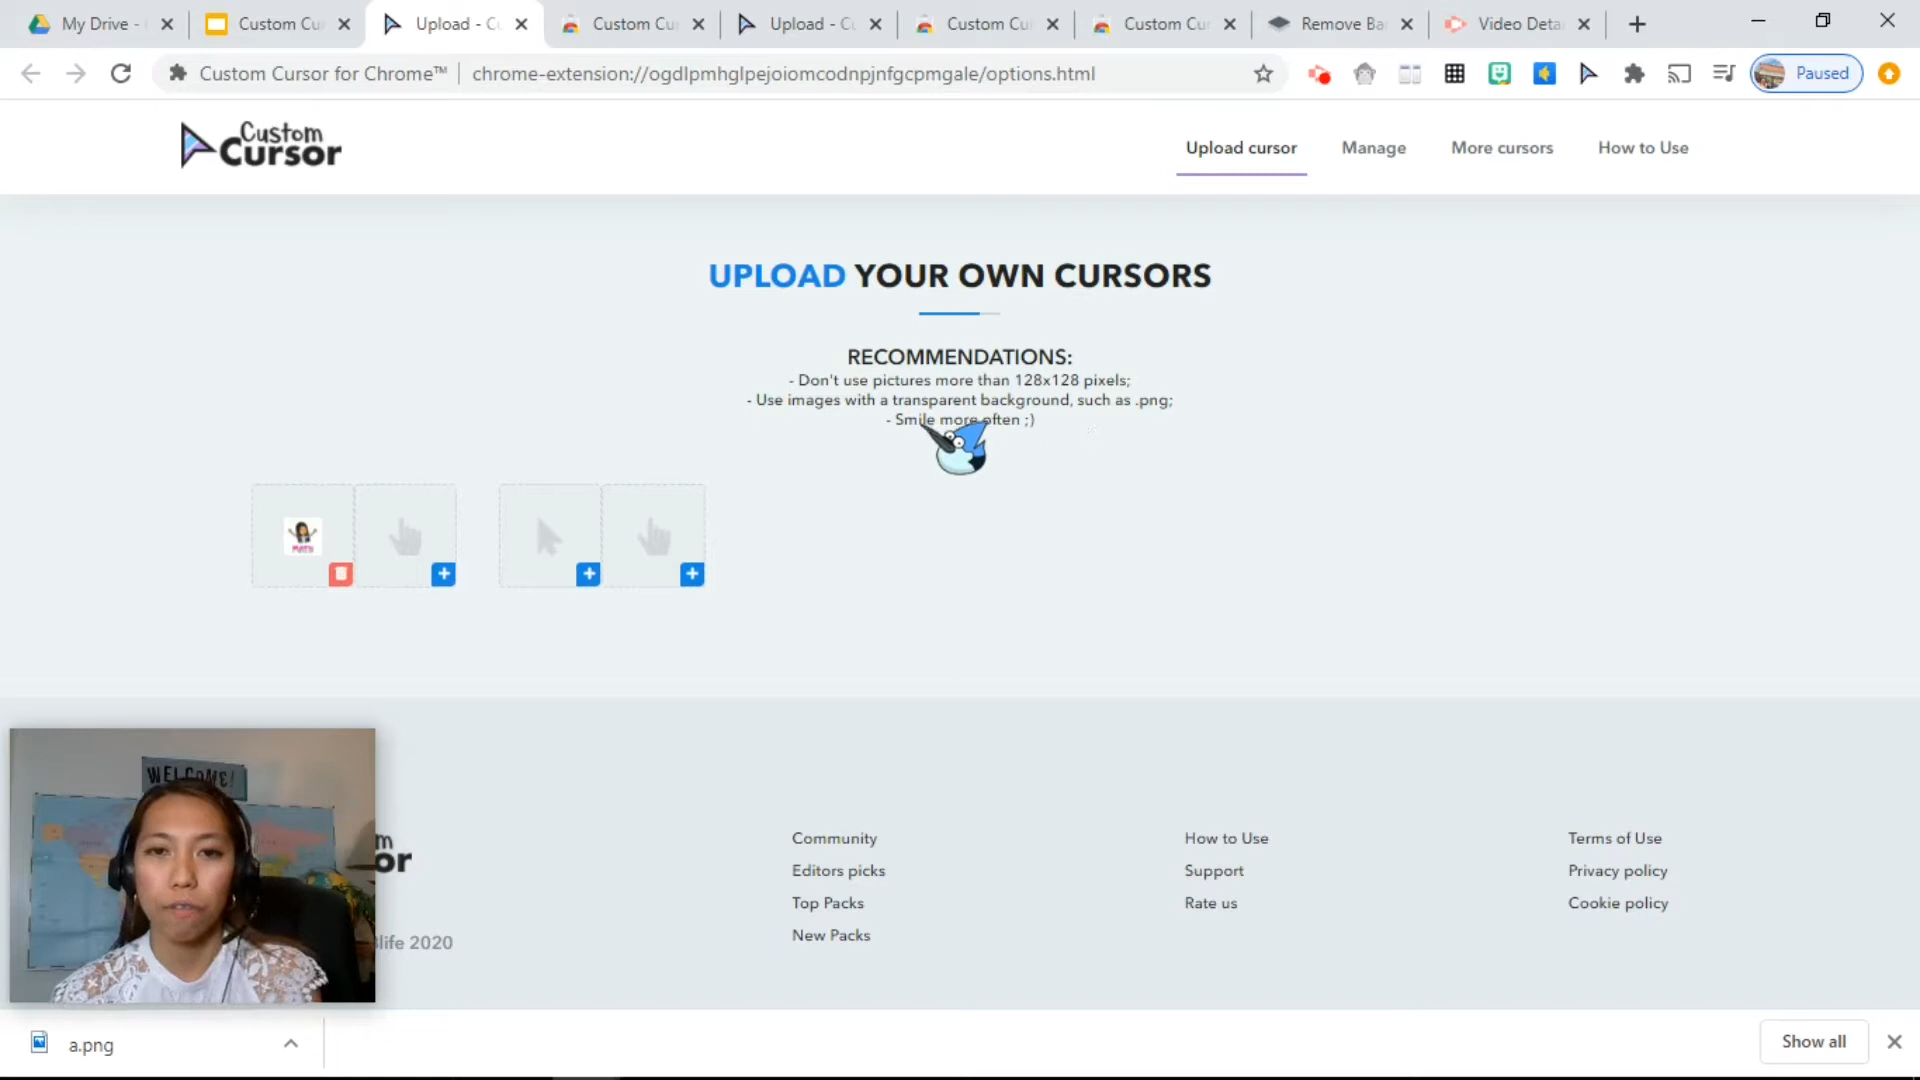 My Drive -
Custom Cu
Upload - C
Custom Cu
Upload - C
Custom Cu
Custom Cur
Remove Ba
Video Deta
Custom Cursor for Chrome™
chrome-extension://ogdlpmhglpejoiomcodnpjnfgcpmgale/options.html
Paused
Custom
Cursor
Upload cursor
Manage
More cursors
How to Use
UPLOAD YOUR OWN CURSORS
RECOMMENDATIONS:
- Don't use pictures more than 128x128 pixels;
- Use images with a transparent background, such as .png;
- Smile more often ;)
MATH
WELCOME!
m
or
life 2020
Community
Editors picks
Top Packs
New Packs
How to Use
Support
Rate us
Terms of Use
Privacy policy
Cookie policy
a.png
Show all